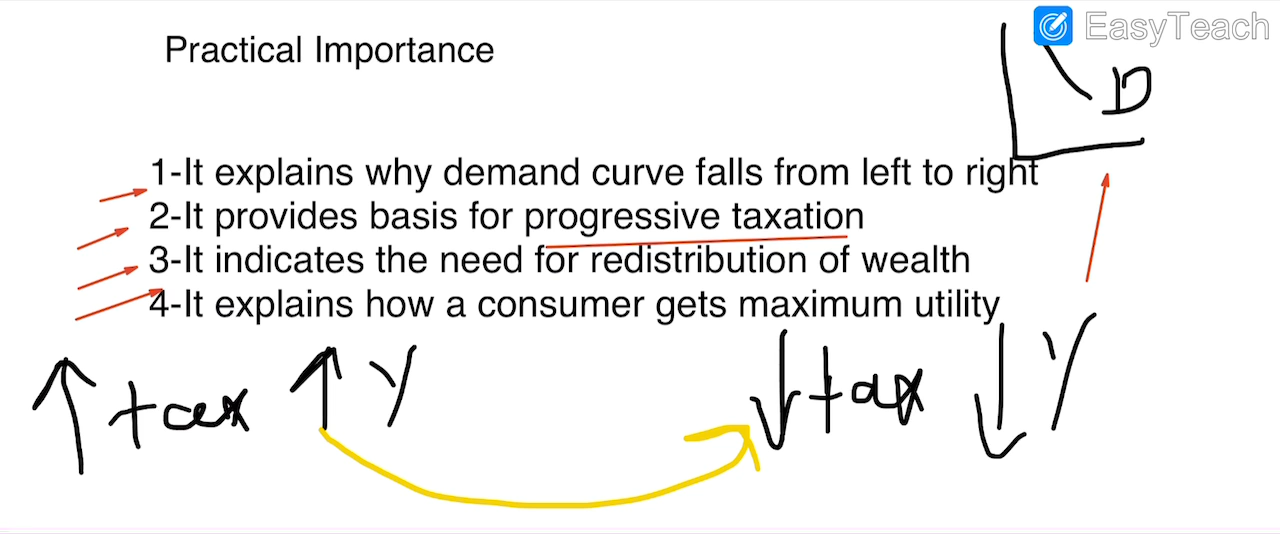 EasyTeach
Practical Importance
D
1-It explains why demand curve falls from left to right
2-It provides basis for progressive taxation
3-It indicates the need for redistribution of wealth
4-It explains how a consumer gets maximum utility
↑ tax ↑ Y ↓ tax ↓ Y